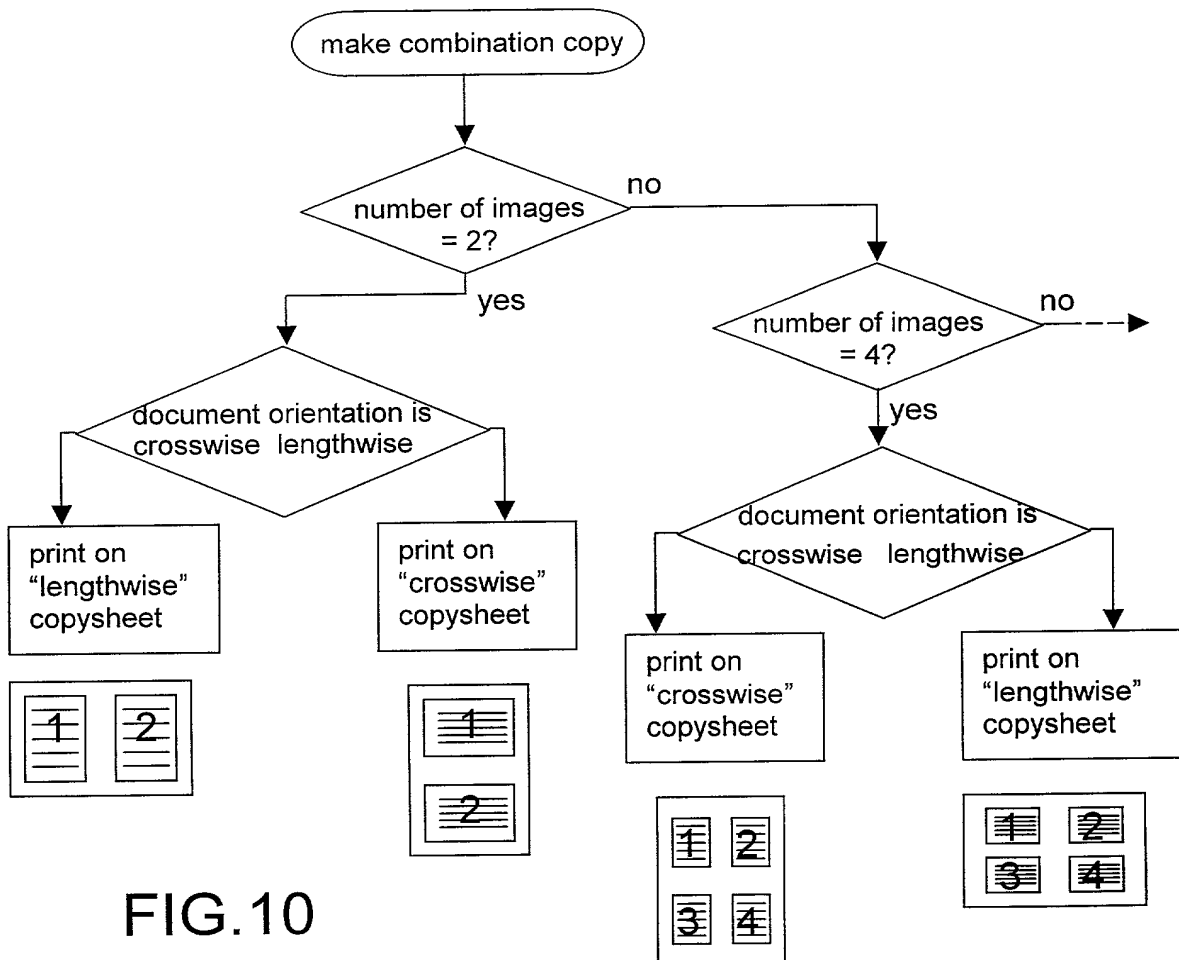 make combination copy
number of images
= 2?
no
yes
number of images
= 4?
no
yes
document orientation is
crosswise lengthwise
document orientation is
crosswise lengthwise
print on
“lengthwise”
copysheet
print on
“crosswise”
copysheet
print on
“crosswise”
copysheet
print on
“lengthwise”
copysheet
1 2
1
2
1 2
3 4
1 2
3 4
FIG.10